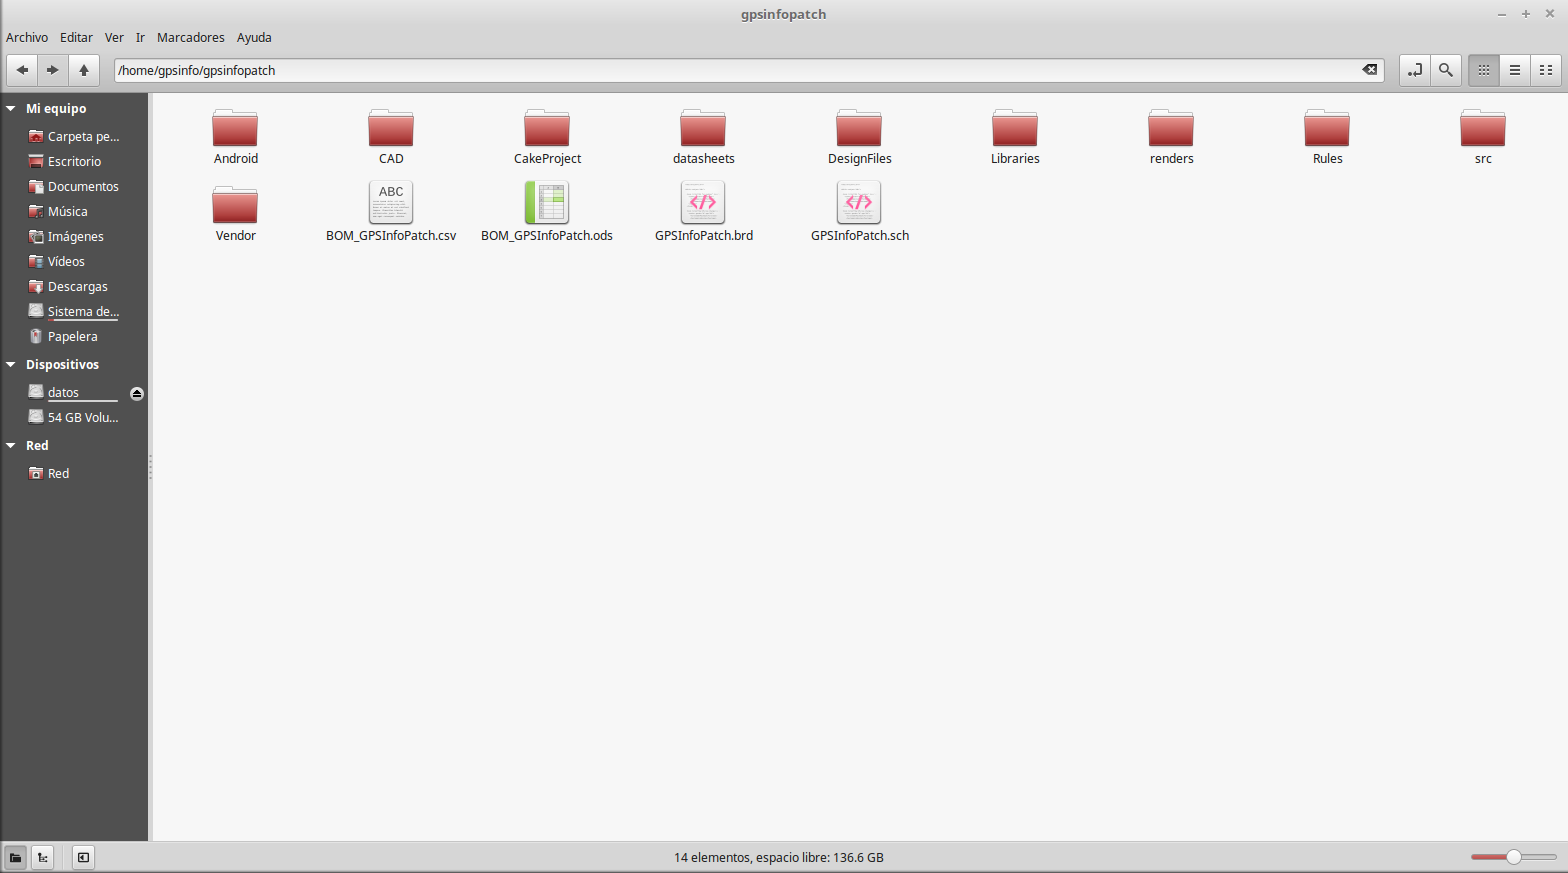 gpsinfopatch
Archivo Editar Ver Ir Marcadores Ayuda
/home/gpsinfo/gpsinfopatch
Mi equipo
Carpeta pe...
Escritorio
Documentos
Música
Imágenes
Vídeos
Descargas
Sistema de...
Papelera
Dispositivos
datos
54 GB Volu...
Red
Red
Android CAD CakeProject datasheets DesignFiles Libraries renders Rules src
ABC
Vendor BOM_GPSInfoPatch.csv BOM_GPSInfoPatch.ods GPSInfoPatch.brd GPSInfoPatch.sch
14 elementos, espacio libre: 136.6 GB